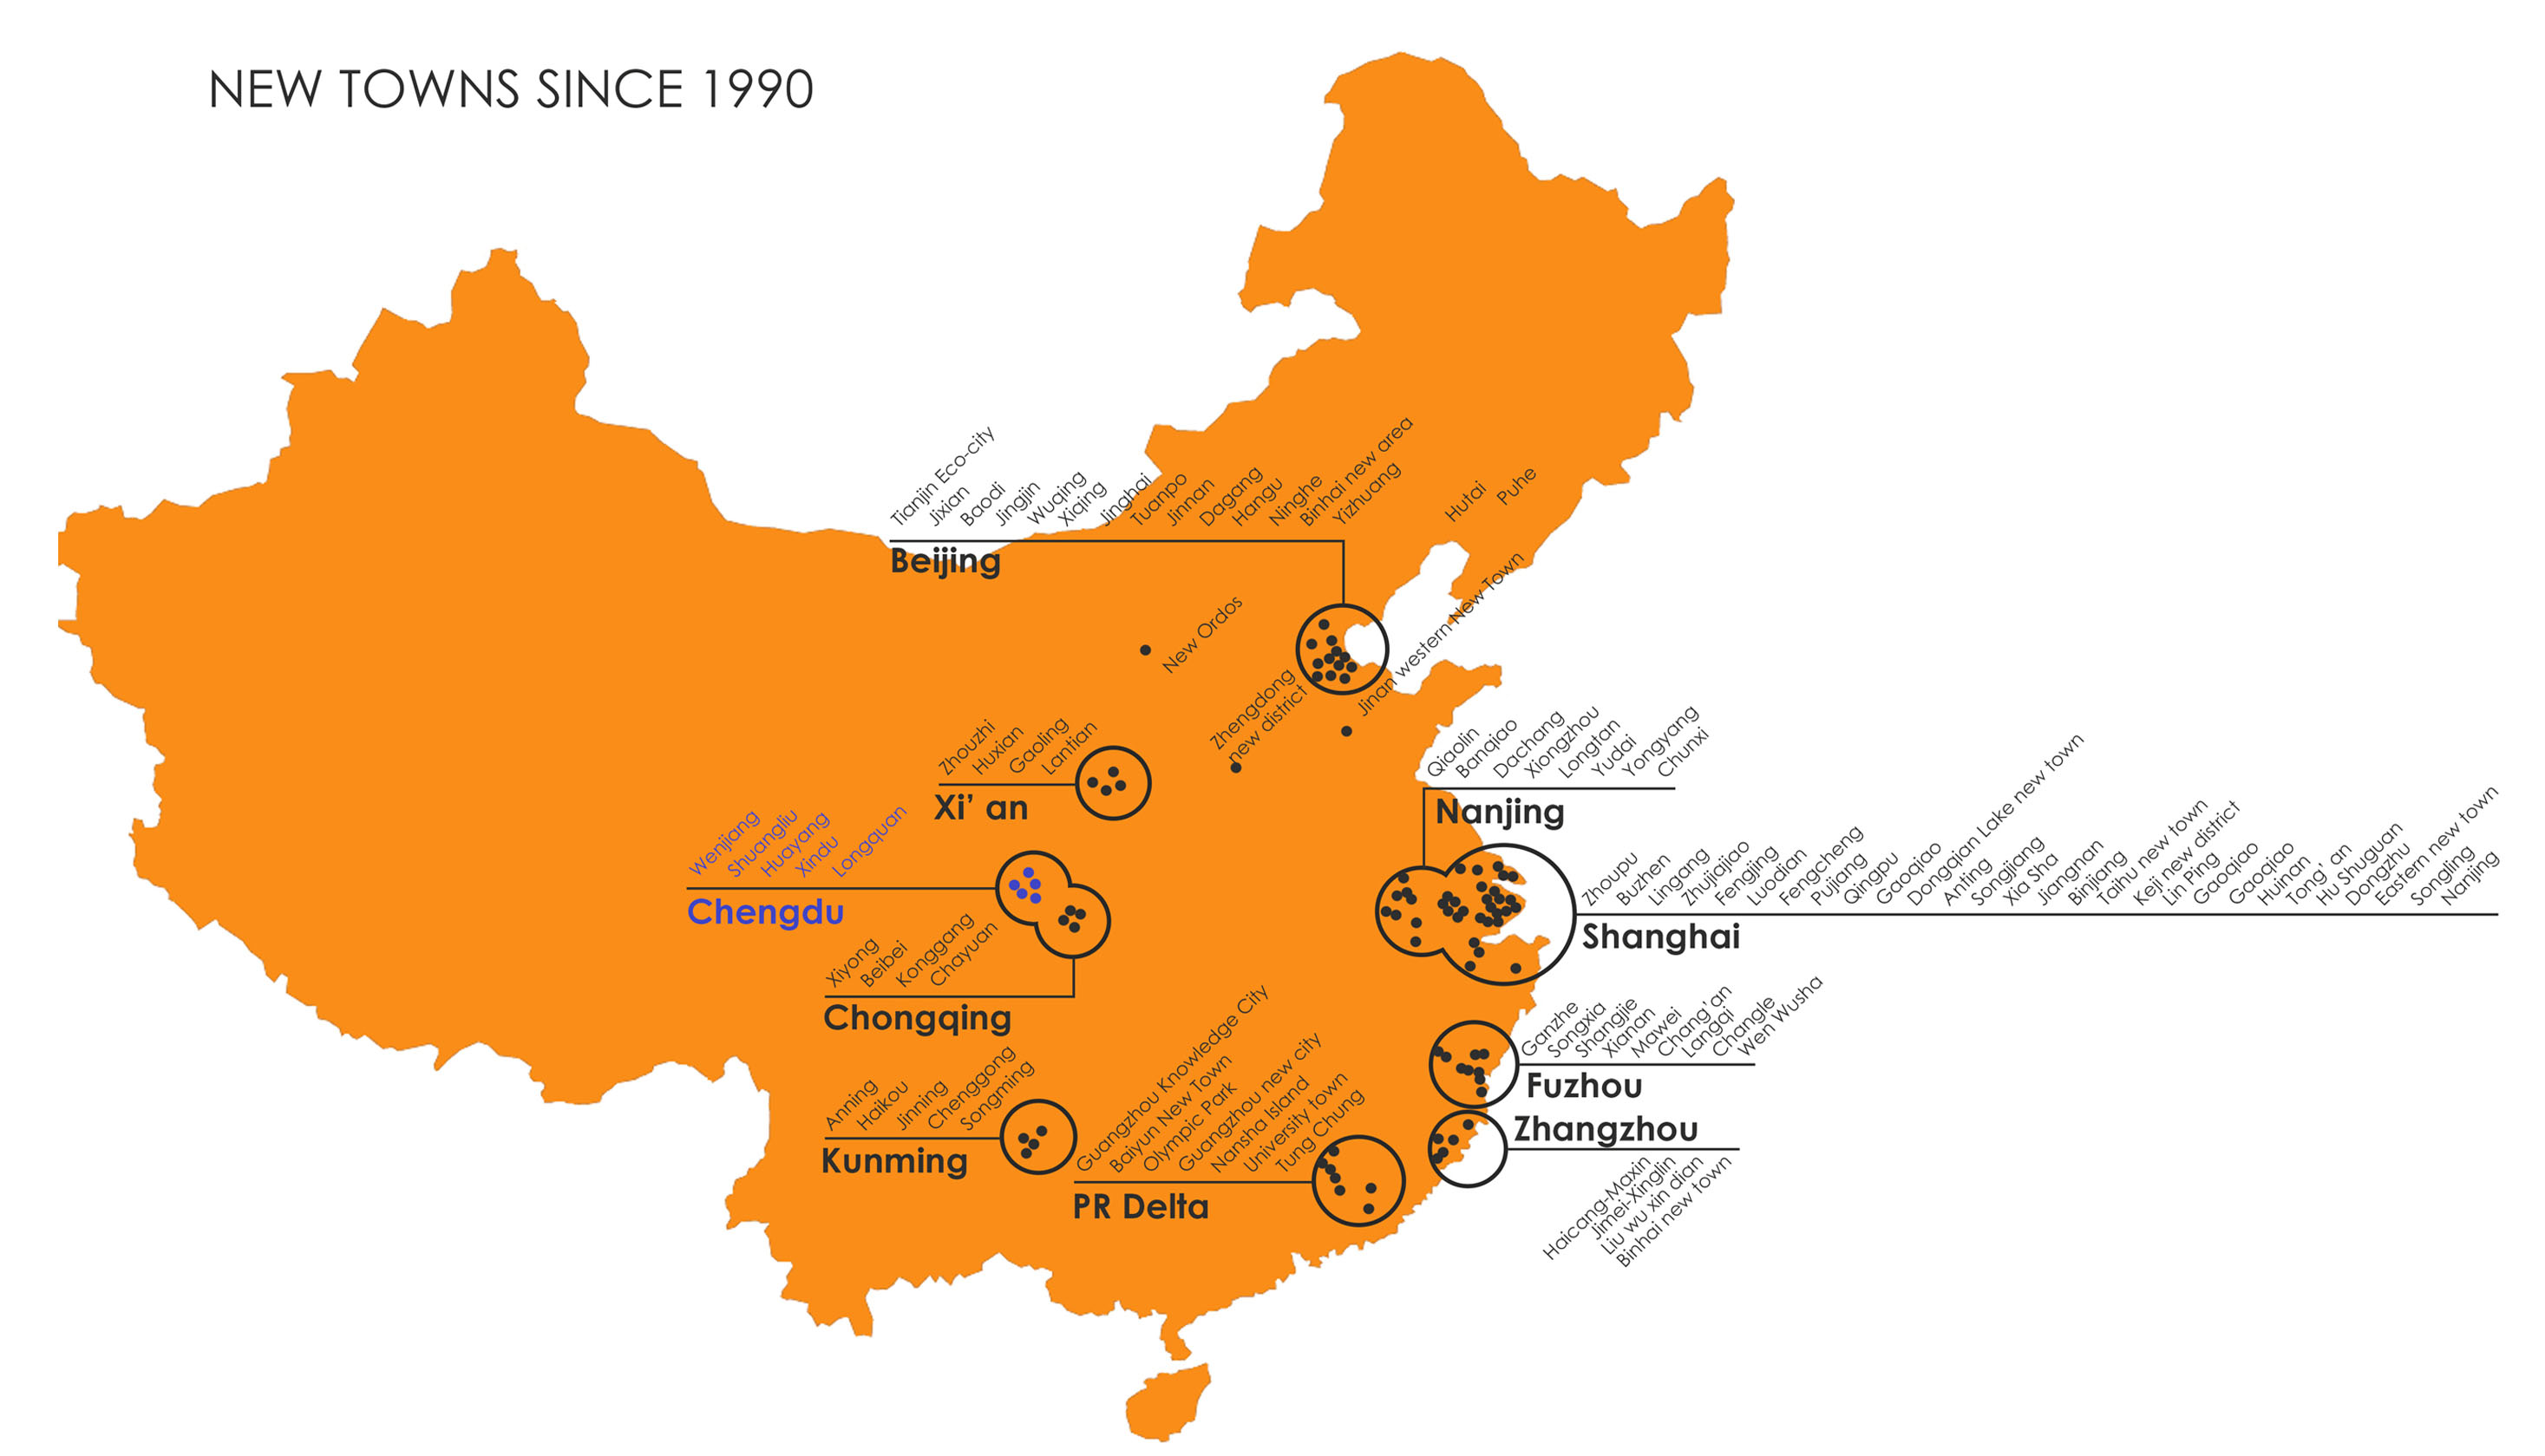 NEW TOWNS SINCE 1990
Tianjin Eco-city
Jixian
Baodi
Jingjin
Wuqing
Xiqing
Jinghai
Tuanpo
Jinnan
Dagang
Hangu
Ninghe
Binhai new area
Yizhuang
Beijing
Hutai
Puhe
New Ordos
Zhengdong
new district
Jinan western New Town
Zhouzhi
Huxian
Gaoling
Lantian
Xi' an
Qiaolin
Banqiao
Dachang
Xiongzhou
Longtan
Yudai
Yongyang
Chunxi
Nanjing
Wenjiang
Shuangliu
Huayang
Xindu
Longquan
Chengdu
Zhoupu
Buzhen
Lingang
Zhujiajiao
Fengjing
Luodian
Fengcheng
Pujiang
Qingpu
Gaoqiao
Dongqian Lake new town
Anting
Songjiang
Xia Sha
Jiangnan
Binjiang
Taihu new town
Keji new district
Lin Ping
Gaoqiao
Gaoqiao
Huinan
Tong' an
Hu Shuguan
Dongzhu
Eastern new town
Songling
Nanjing
Shanghai
Xiyong
Beibei
Konggang
Chayuan
Chongqing
Ganzhe
Songxia
Shangjie
Xianan
Mawei
Chang'an
Langqi
Changle
Wen Wusha
Fuzhou
Anning
Haikou
Jinning
Chenggong
Songming
Kunming
Guangzhou Knowledge City
Baiyun New Town
Olympic Park
Guangzhou new city
Nansha Island
University town
Tung Chung
PR Delta
Zhangzhou
Haicang-Maxin
Jimei-Xinglin
Liu wu xin dian
Binhai new town